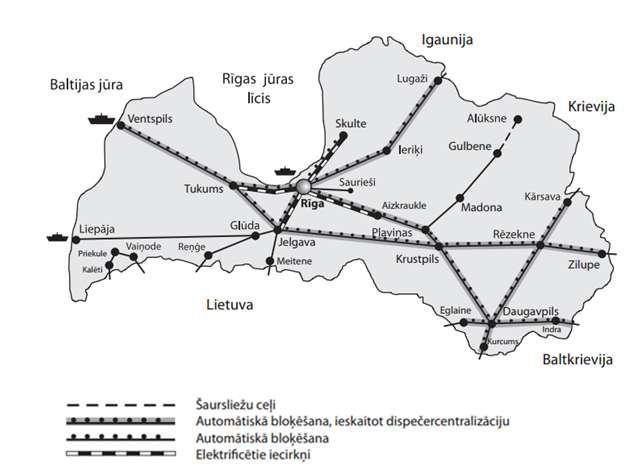 Igaunija
Baltijas jūra
Rīgas jūras
līcis
Lugaži
Krievija
Ventspils
Skulte
Alūksne
Ieriķi
Gulbene
Tukums
Saurieši
Rīga
Aizkraukle
Kārsava
Madona
Liepāja
Glūda
Pļaviņas
Rēzekne
Priekule
Vaiņode
Reņģe
Jelgava
Krustpils
Kalēti
Meitene
Zilupe
Lietuva
Eglaine
Daugavpils
Indra
Kurcums
Baltkrievija
Šaursliežu ceļi
Automātiskā bloķēšana, ieskaitot dispečercentralizāciju
Automātiskā bloķēšana
Elektrificētie iecirkņi